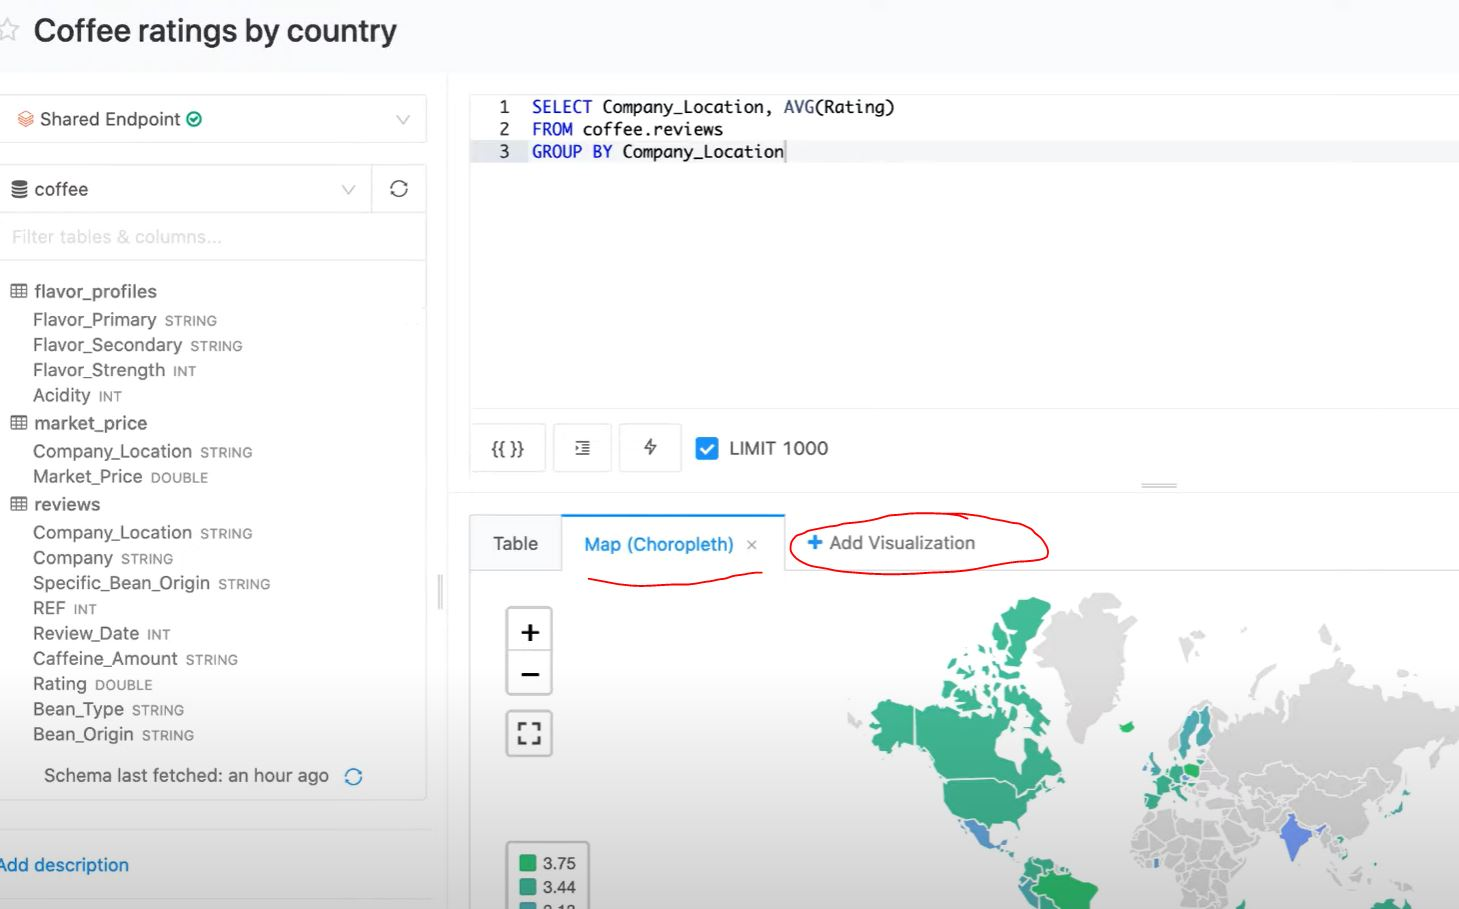 Coffee ratings by country
Shared Endpoint
coffee
Filter tables & columns...
flavor_profiles
Flavor_Primary STRING
Flavor_Secondary STRING
Flavor_Strength INT
Acidity INT
market_price
Company_Location STRING
Market_Price DOUBLE
reviews
Company_Location STRING
Company STRING
Specific_Bean_Origin STRING
REF INT
Review_Date INT
Caffeine_Amount STRING
Rating DOUBLE
Bean_Type STRING
Bean_Origin STRING
Schema last fetched: an hour ago
Add description
1 SELECT Company_Location, AVG(Rating)
2 FROM coffee.reviews
3 GROUP BY Company_Location
{{ }}
LIMIT 1000
Table
Map (Choropleth) ×
+ Add Visualization
+
−
3.75
3.44